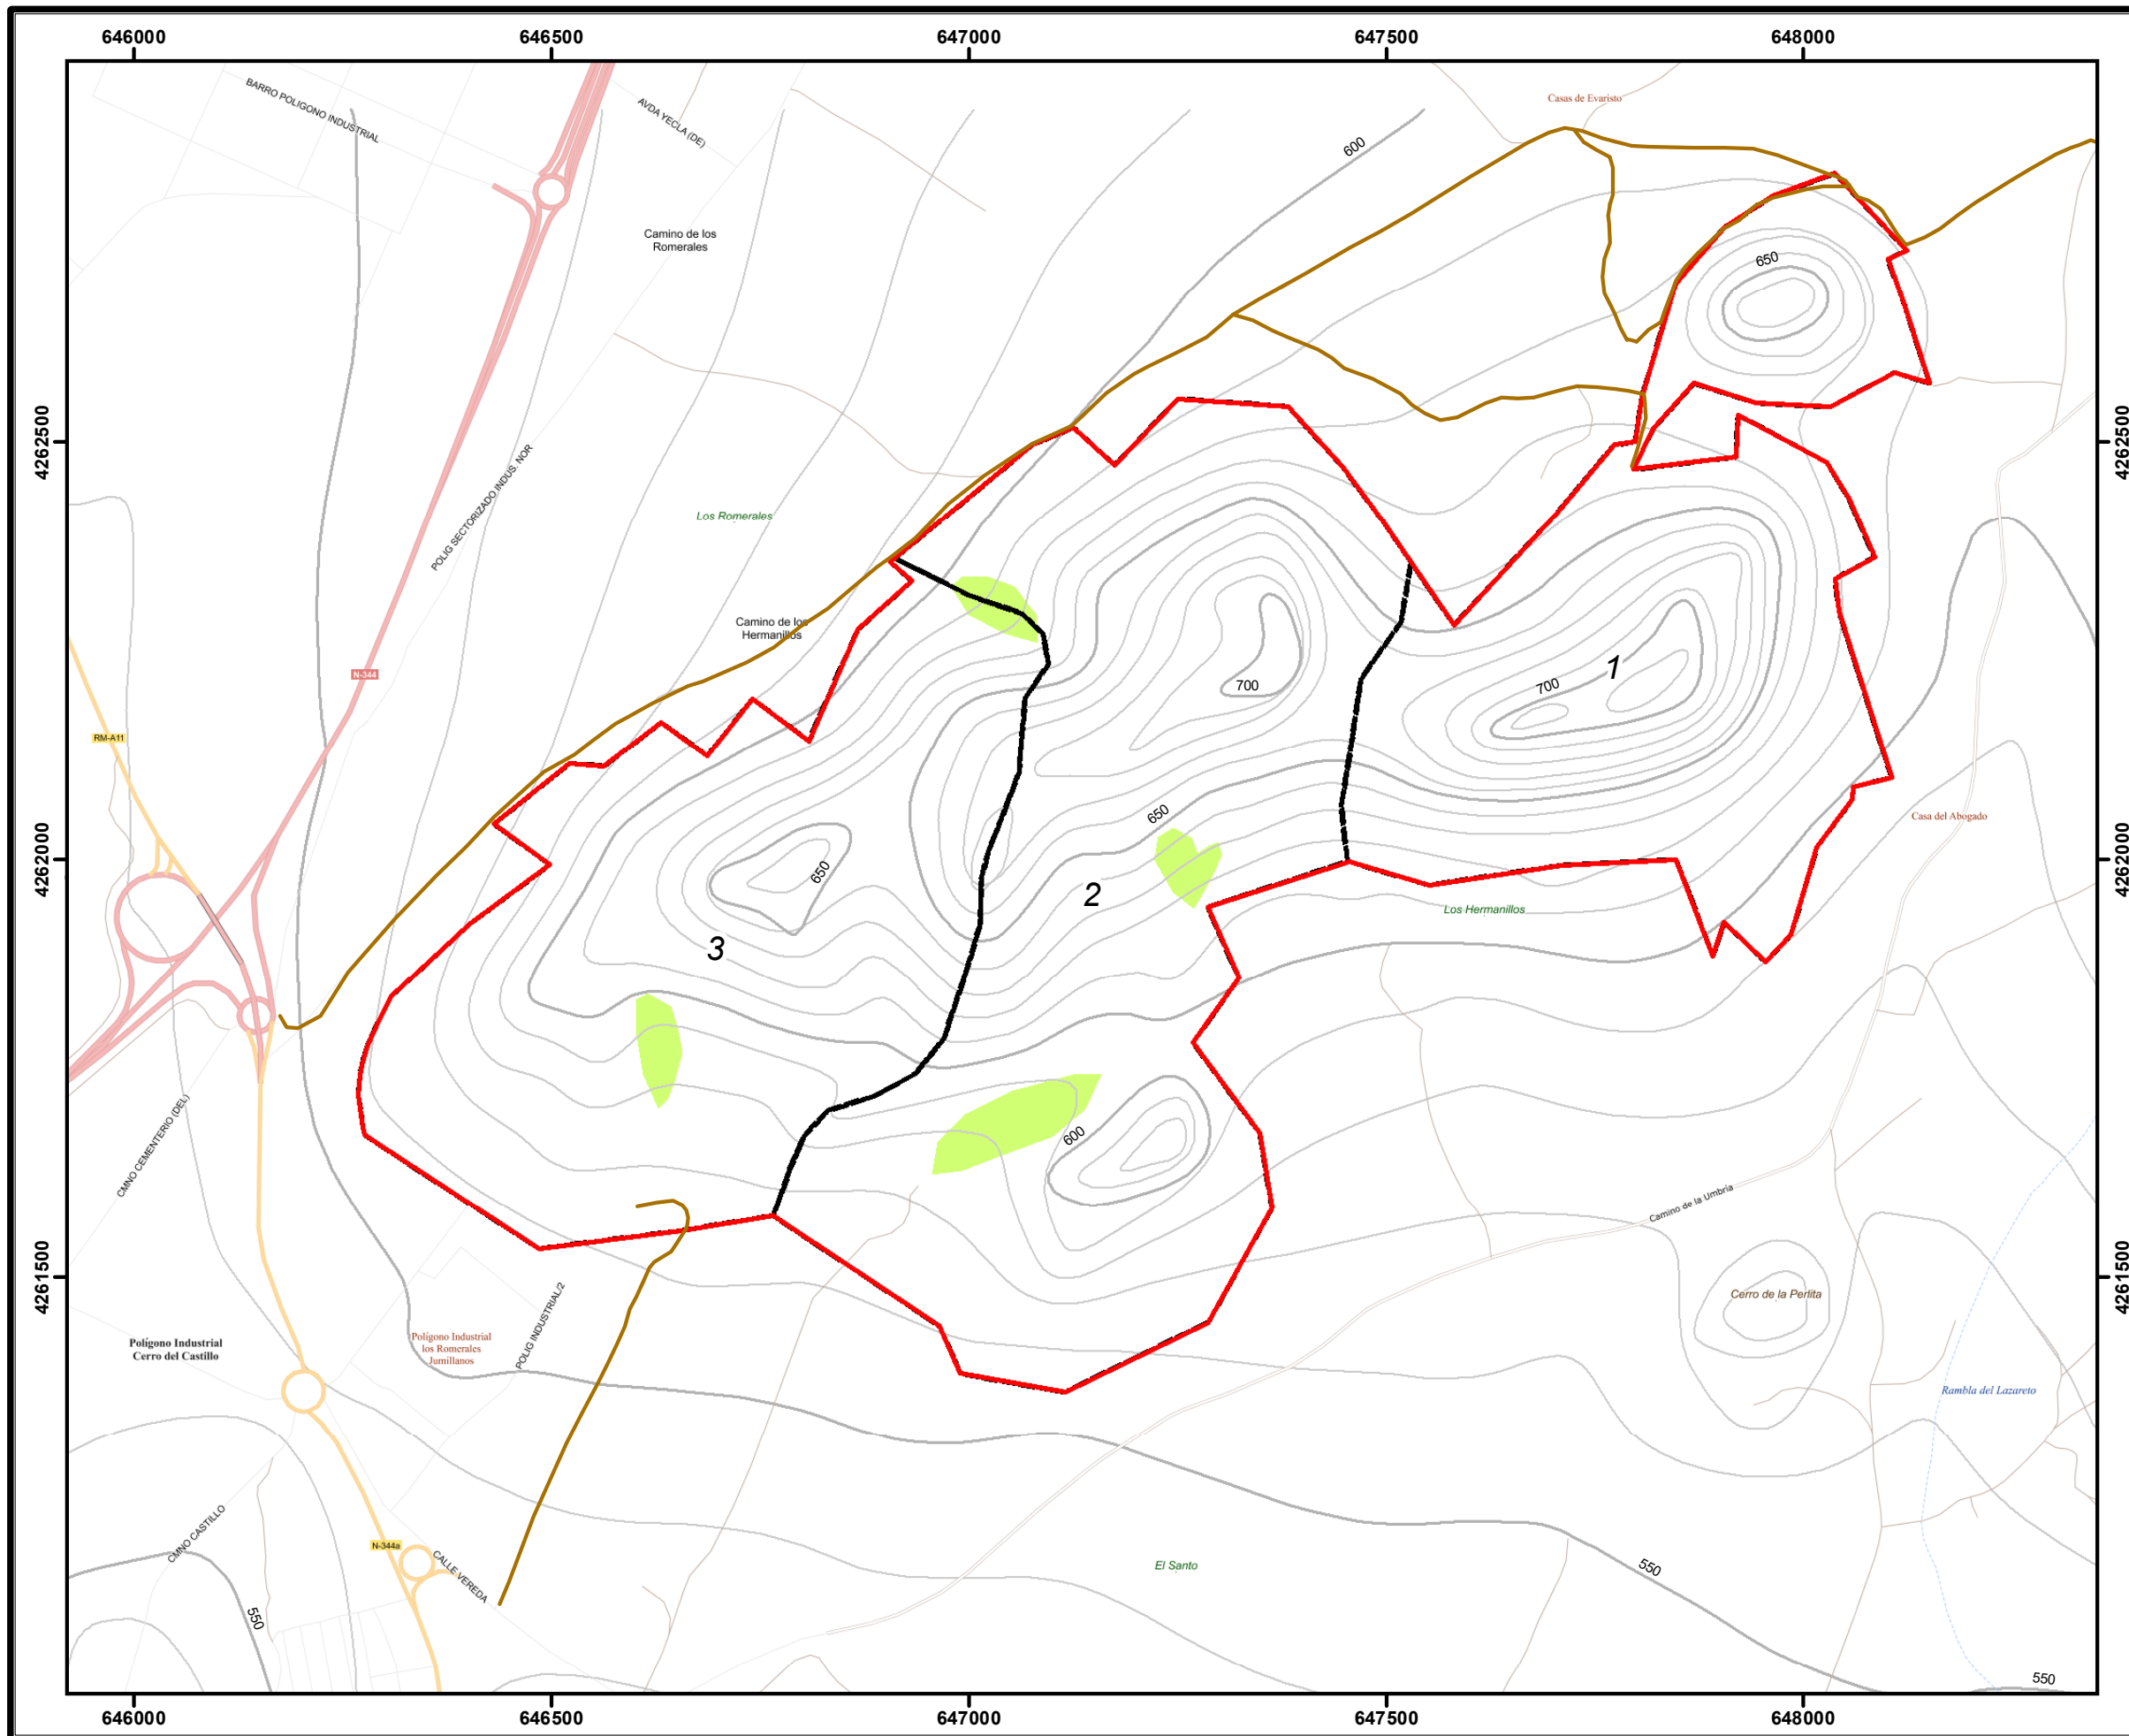 646000 646500 647000 647500 648000
Casas de Evaristo
BARRO POLIGONO INDUSTRIAL
AVDA YECLA (DE)
600
Camino de los
Romerales
650
4262500
4262500
POLIG SECTORIZADO INDUS. NOR
Los Romerales
Camino de los
Hermanillos
N-344
1
700
700
RM-A11
650
Casa del Abogado
4262000
4262000
650
2
Los Hermanillos
3
CMNO CEMENTERIO (DEL)
600
Camino de la Umbría
4261500
4261500
Cerro de la Perlita
POLIG INDUSTRIAL/2
Polígono Industrial
Cerro del Castillo
Polígono Industrial
los Romerales
Jumillanos
Rambla del Lazareto
CMNO CASTILLO
N-344a
CALLE VEREDA
El Santo
550
550
550
646000 646500 647000 647500 648000